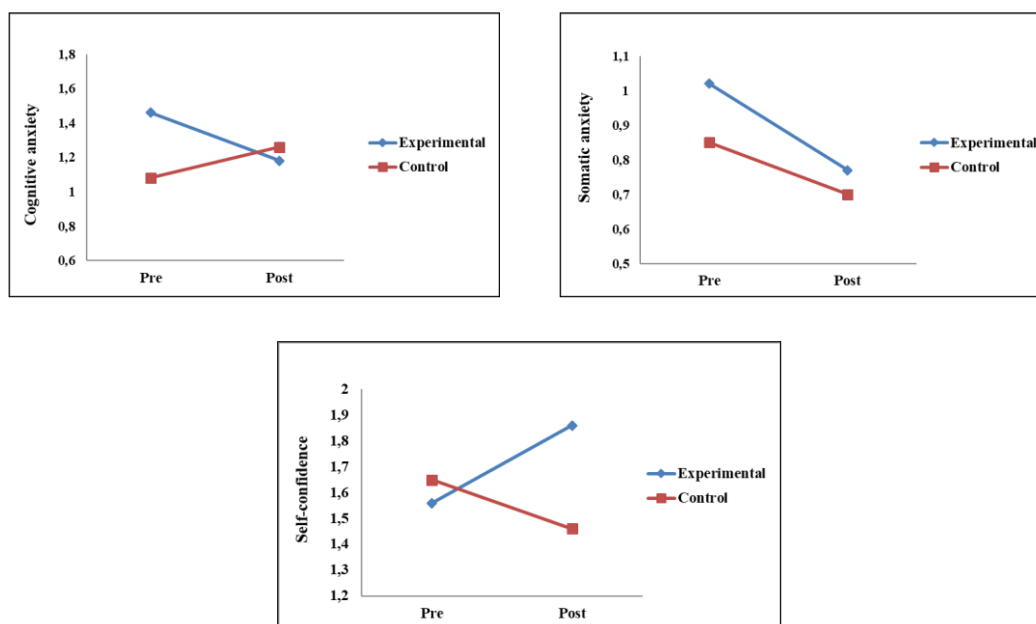 Cognitive anxiety
1,8
1,6
1,4
1,2
1
0,8
0,6
Pre
Post
Experimental
Control
Somatic anxiety
1,1
1
0,9
0,8
0,7
0,6
0,5
Pre
Post
Experimental
Control
Self-confidence
2
1,9
1,8
1,7
1,6
1,5
1,4
1,3
1,2
Pre
Post
Experimental
Control